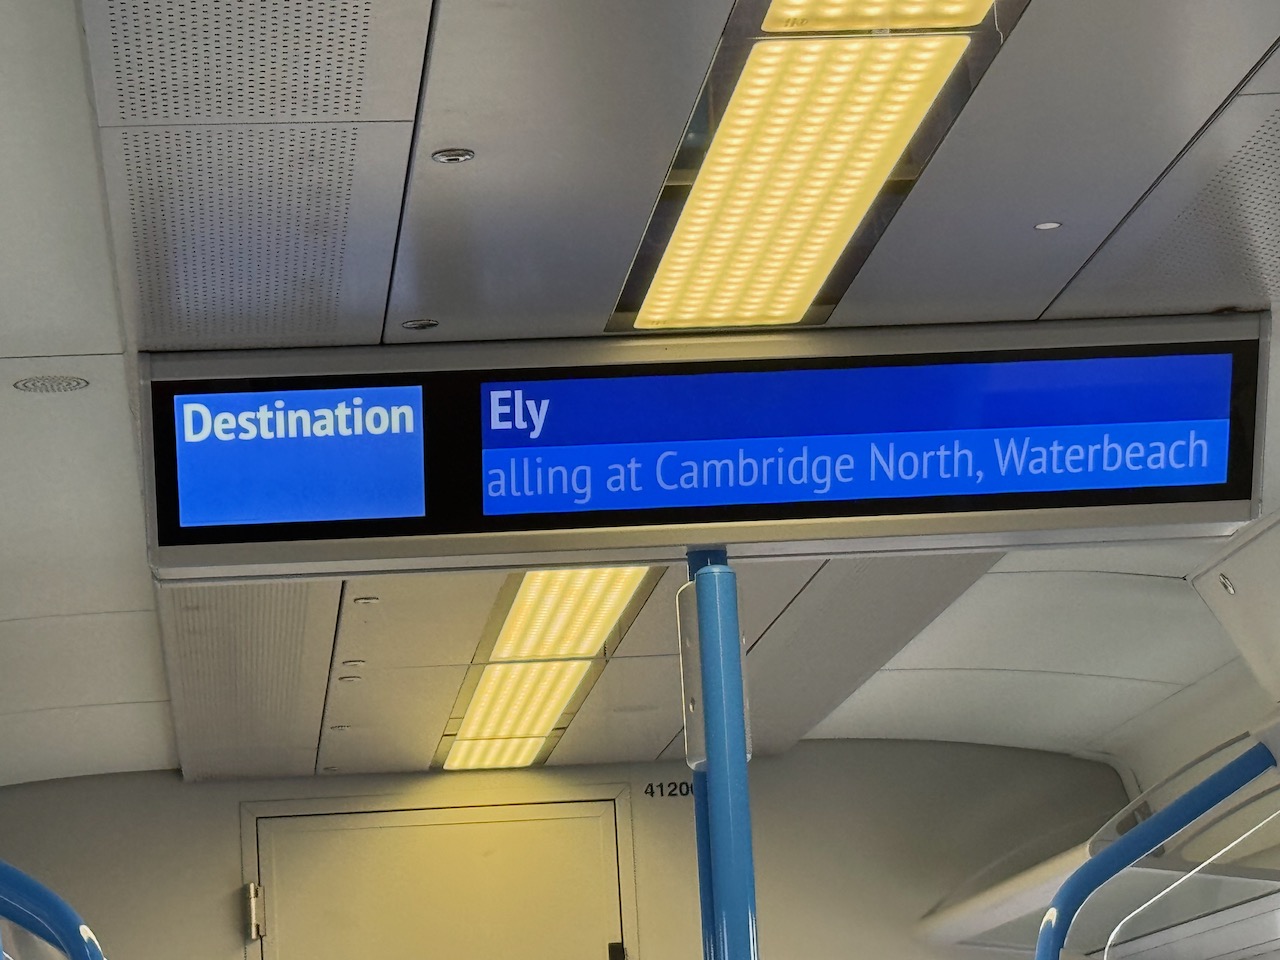 Destination
Ely
alling at Cambridge North, Waterbeach